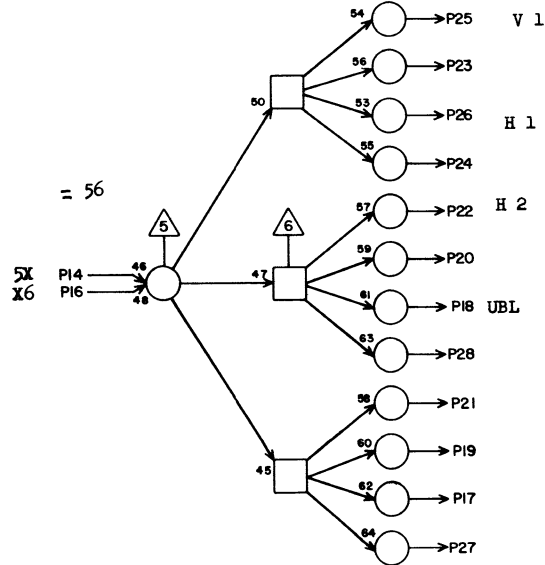 54 P25 V 1
56 P23
50 53 P26 H 1
55 P24
= 56
57 P22 H 2
5 6
59 P20
5X P14 46 47 61 P18 UBL
X6 P16 48
63 P28
58 P21
60 P19
45 62 P17
64 P27